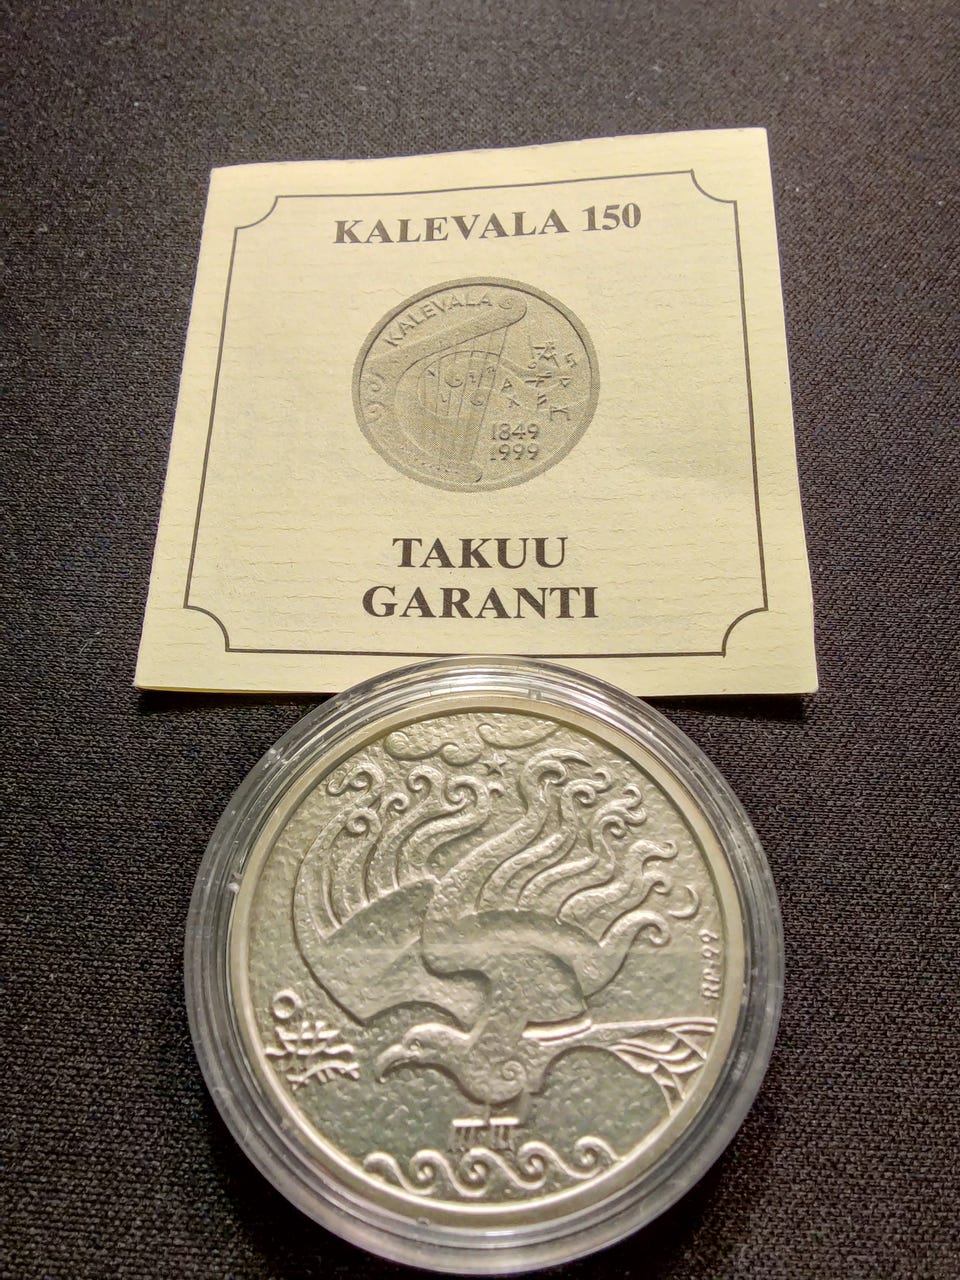 KALEVALA 150
KALEVALA
1849
1999
TAKUU
GARANTI